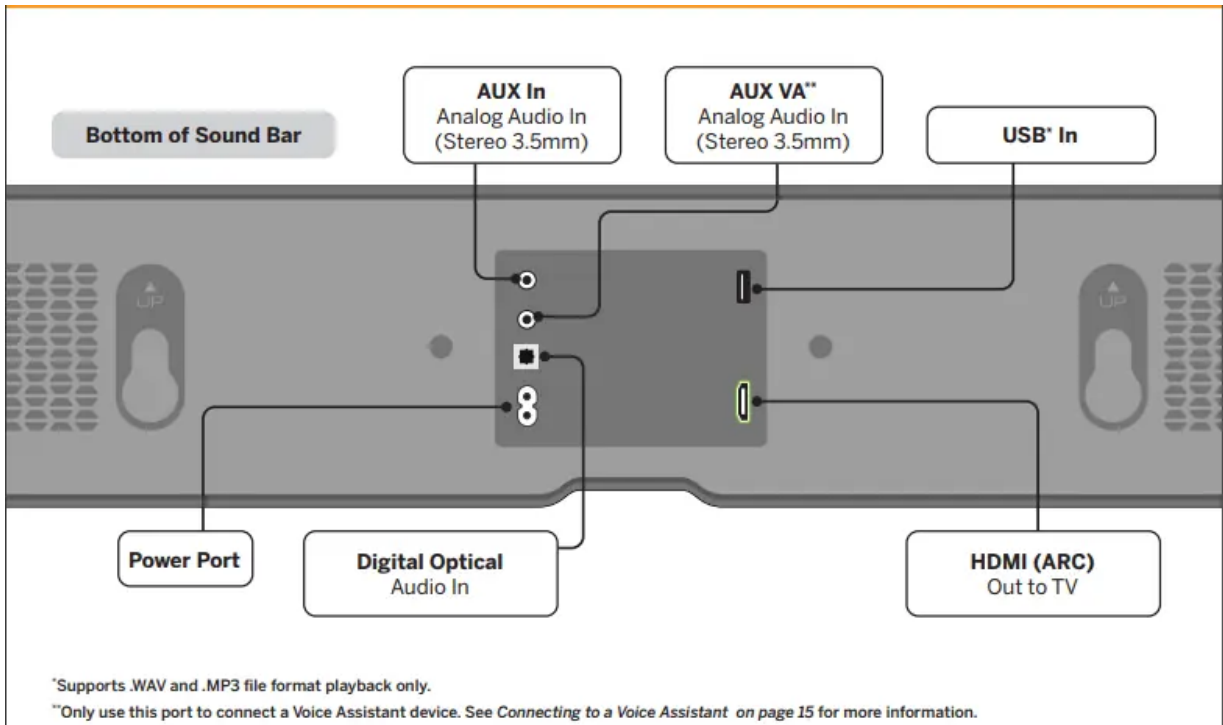 AUX In
Analog Audio In
(Stereo 3.5mm)
AUX VA**
Analog Audio In
(Stereo 3.5mm)
Bottom of Sound Bar
USB* In
UP
UP
Power Port
Digital Optical
Audio In
HDMI (ARC)
Out to TV
*Supports .WAV and .MP3 file format playback only.
**Only use this port to connect a Voice Assistant device. See Connecting to a Voice Assistant on page 15 for more information.